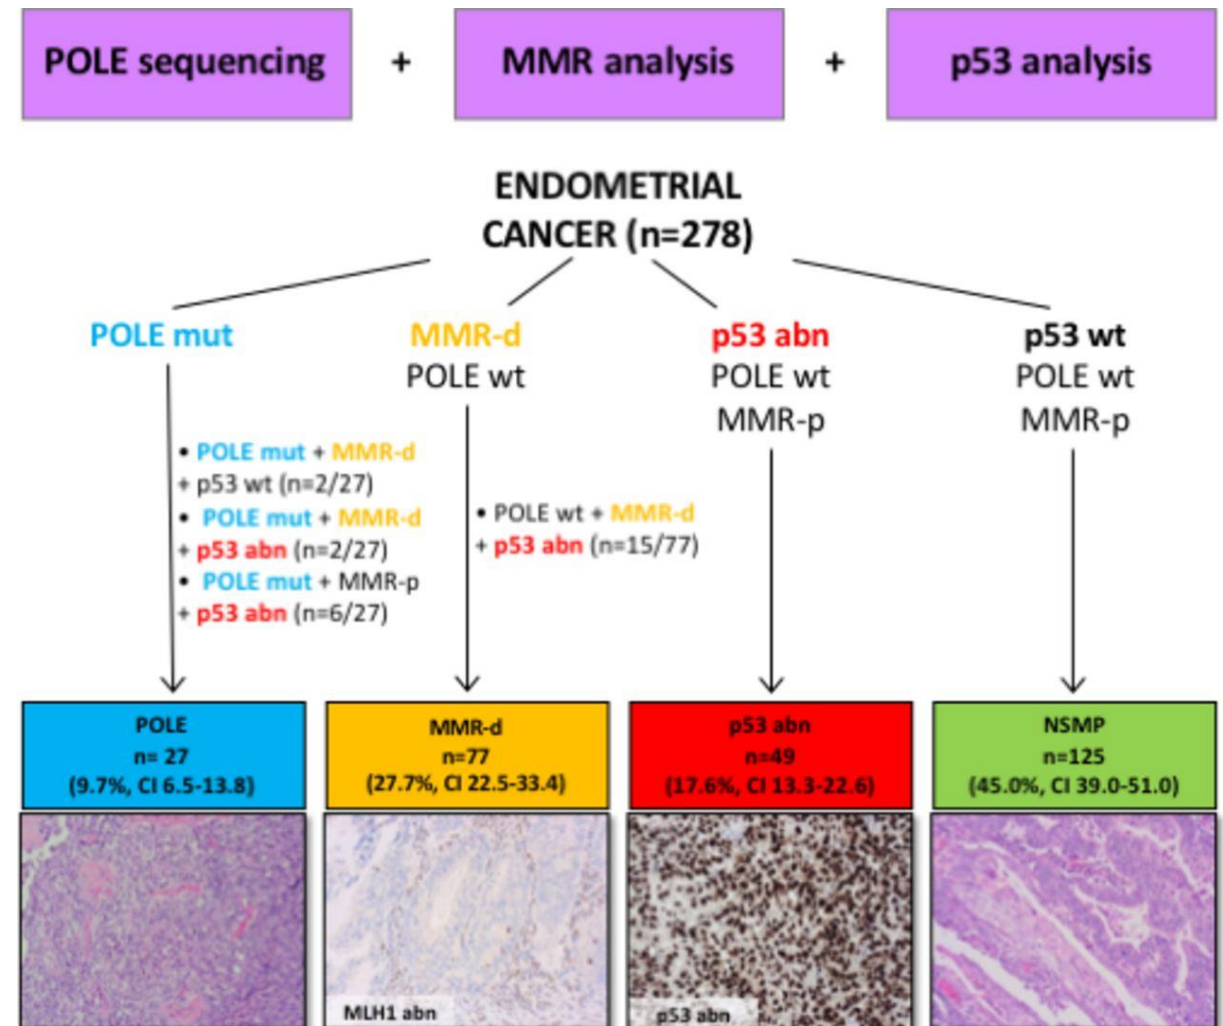 POLE sequencing + MMR analysis + p53 analysis
ENDOMETRIAL
CANCER (n=278)
POLE mut
MMR-d
POLE wt
p53 abn
POLE wt
MMR-p
p53 wt
POLE wt
MMR-p
• POLE mut + MMR-d
+ p53 wt (n=2/27)
• POLE mut + MMR-d
+ p53 abn (n=2/27)
• POLE mut + MMR-p
+ p53 abn (n=6/27)
• POLE wt + MMR-d
+ p53 abn (n=15/77)
POLE
n= 27
(9.7%, CI 6.5-13.8)
MMR-d
n=77
(27.7%, CI 22.5-33.4)
p53 abn
n=49
(17.6%, CI 13.3-22.6)
NSMP
n=125
(45.0%, CI 39.0-51.0)
MLH1 abn
p53 abn